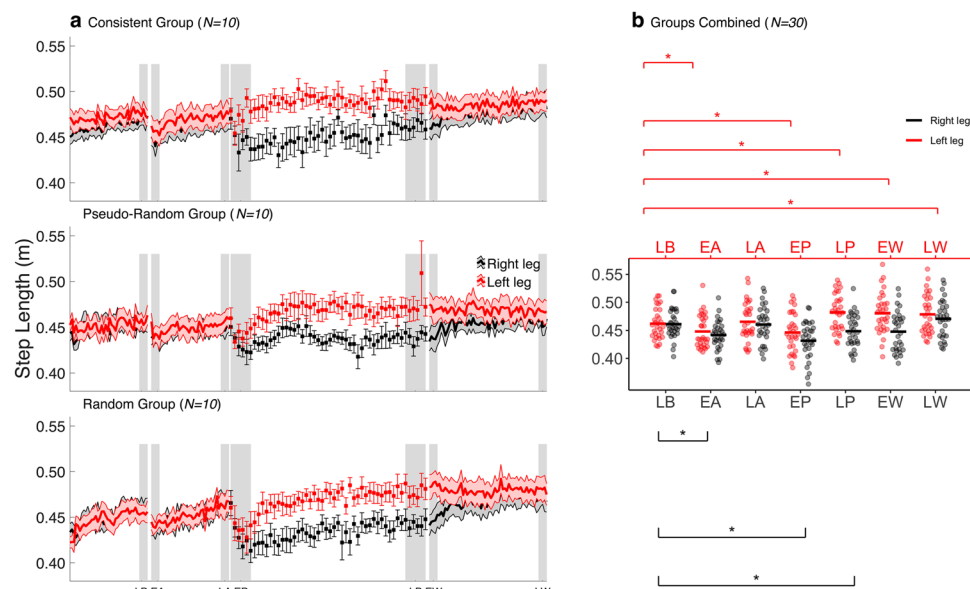 a Consistent Group (N=10)
0.55
0.50
0.45
0.40
Pseudo-Random Group (N=10)
0.55
0.50
0.45
0.40
Right leg
Left leg
Step Length (m)
Random Group (N=10)
0.50
0.45
0.40
b Groups Combined (N=30)
*
*
*
*
*
Right leg
Left leg
LB EA LA EP LP EW LW
0.55
0.50
0.45
0.40
LB EA LA EP LP EW LW
*
*
*